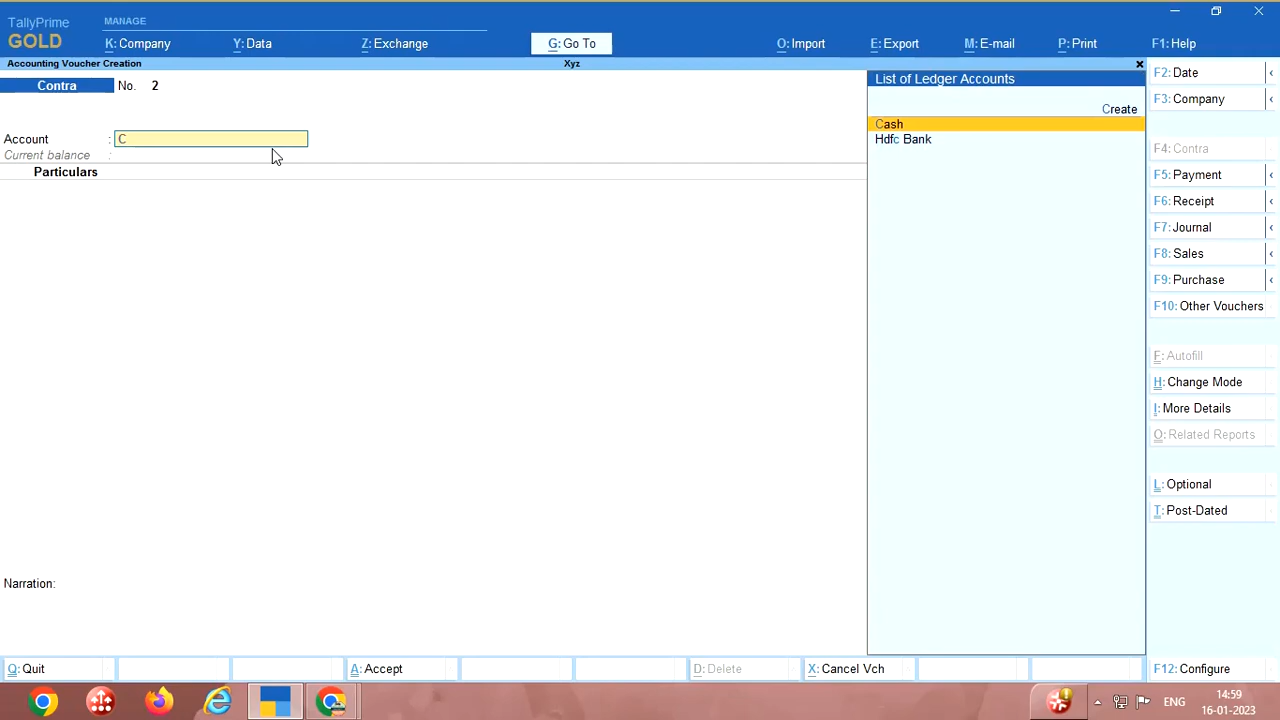 TallyPrime
GOLD
MANAGE
K: Company
Y: Data
Z: Exchange
G: Go To
O: Import
E: Export
M: E-mail
P: Print
F1: Help
Accounting Voucher Creation
Xyz
Contra No. 2
Account : C
Current balance :
Particulars
Narration:
List of Ledger Accounts
Create
Cash
Hdfc Bank
F2: Date
F3: Company
F4: Contra
F5: Payment
F6: Receipt
F7: Journal
F8: Sales
F9: Purchase
F10: Other Vouchers
F: Autofill
H: Change Mode
I: More Details
O: Related Reports
L: Optional
T: Post-Dated
Q: Quit
A: Accept
D: Delete
X: Cancel Vch
F12: Configure
ENG
14:59
16-01-2023